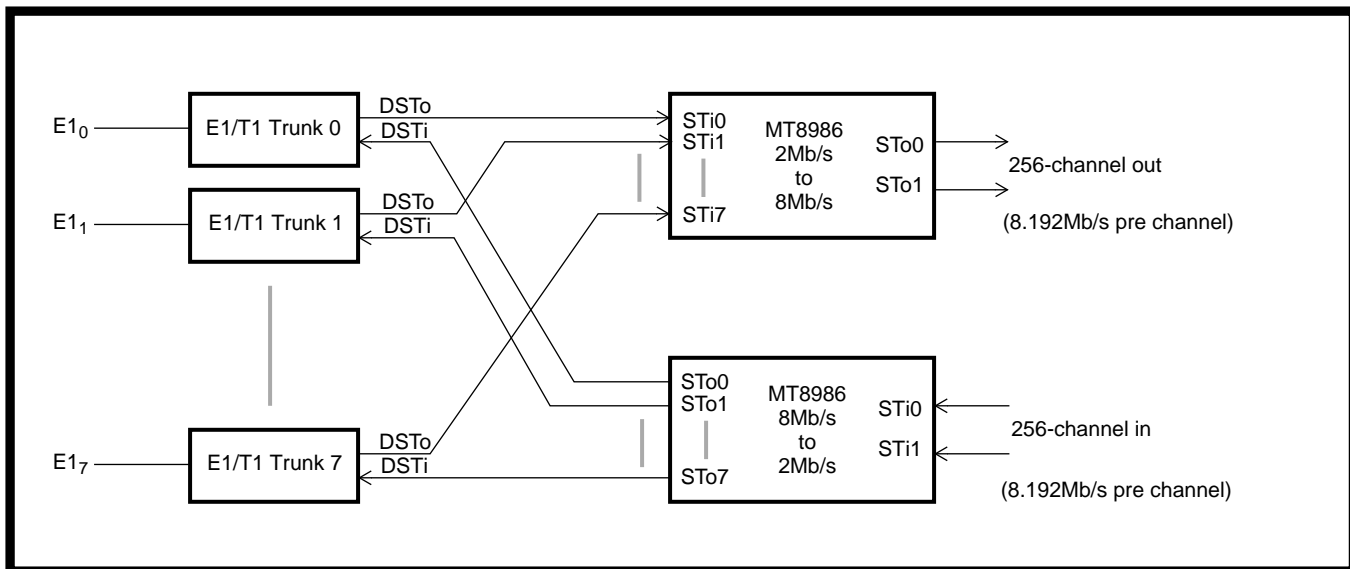 E1₀
E1/T1 Trunk 0
DSTo
DSTi
E1₁
E1/T1 Trunk 1
DSTo
DSTi
E1₇
E1/T1 Trunk 7
DSTo
DSTi
STi0
STi1
STi7
MT8986
2Mb/s
to
8Mb/s
STo0
STo1
256-channel out
(8.192Mb/s pre channel)
STo0
STo1
STo7
MT8986
8Mb/s
to
2Mb/s
STi0
STi1
256-channel in
(8.192Mb/s pre channel)